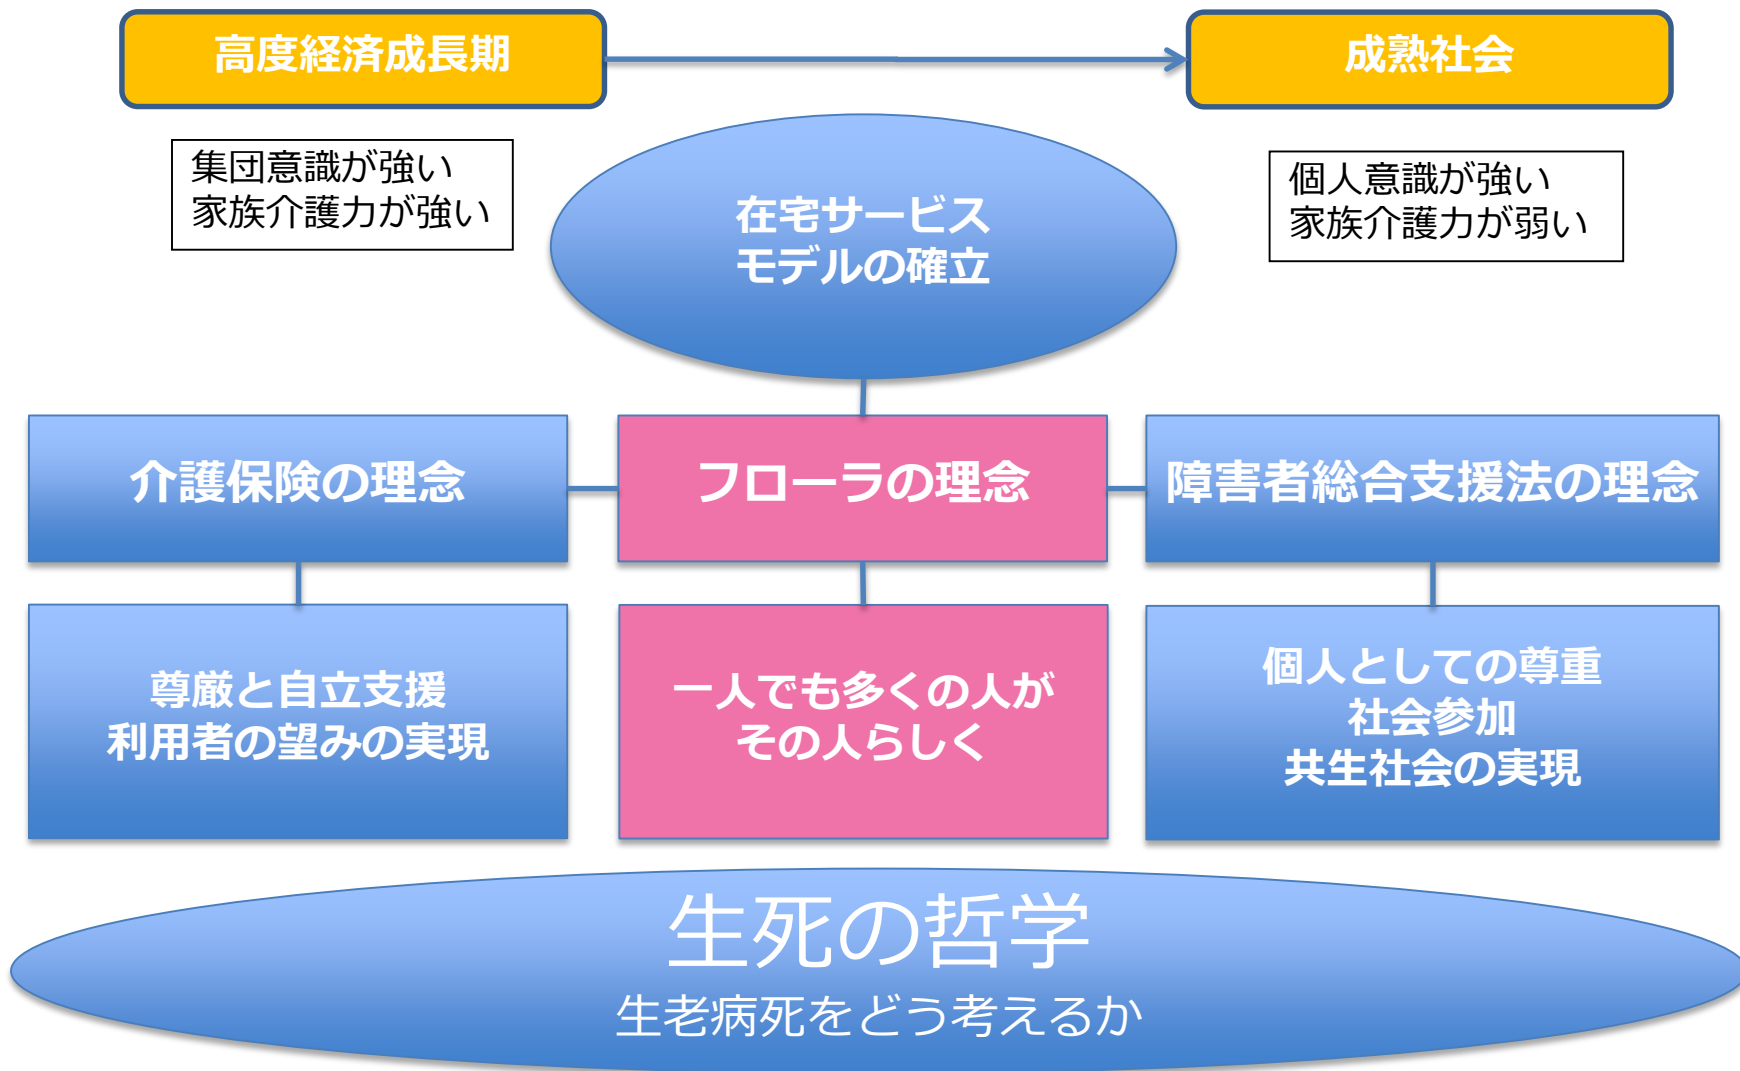 高度経済成長期
成熟社会
集団意識が強い
家族介護力が強い
在宅サービス
モデルの確立
個人意識が強い
家族介護力が弱い
介護保険の理念
フローラの理念
障害者総合支援法の理念
尊厳と自立支援
利用者の望みの実現
一人でも多くの人が
その人らしく
個人としての尊重
社会参加
共生社会の実現
生死の哲学
生老病死をどう考えるか